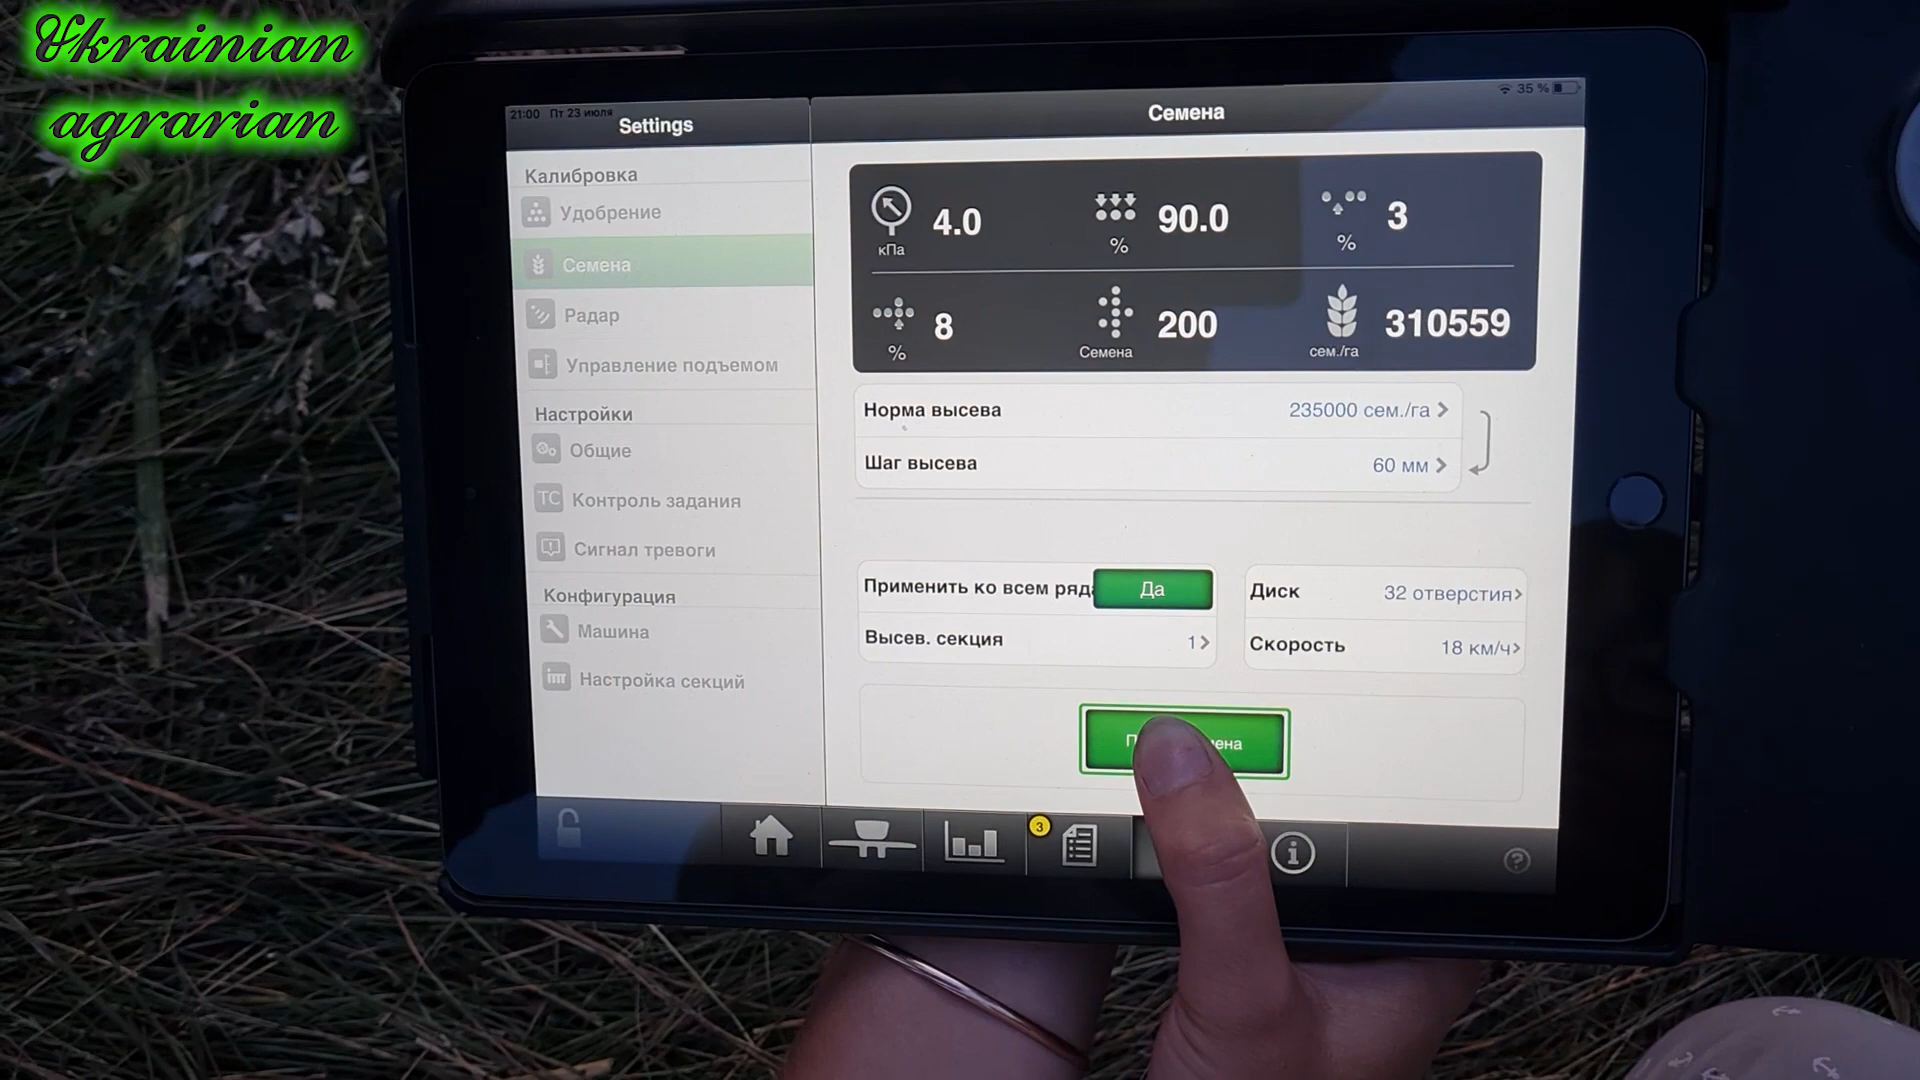 Ukrainian
agrarian
21:00 Пт 23 июля
Settings
Семена
35 %
Калибровка
Удобрение
Семена
Радар
Управление подъемом
Настройки
Общие
TC Контроль задания
Сигнал тревоги
Конфигурация
Машина
Настройка секций
кПа 4.0
% 90.0
% 3
% 8
Семена 200
сем./га 310559
Норма высева 235000 сем./га
Шаг высева 60 мм
Применить ко всем ряд Да
Высев. секция 1
Диск 32 отверстия
Скорость 18 км/ч
3